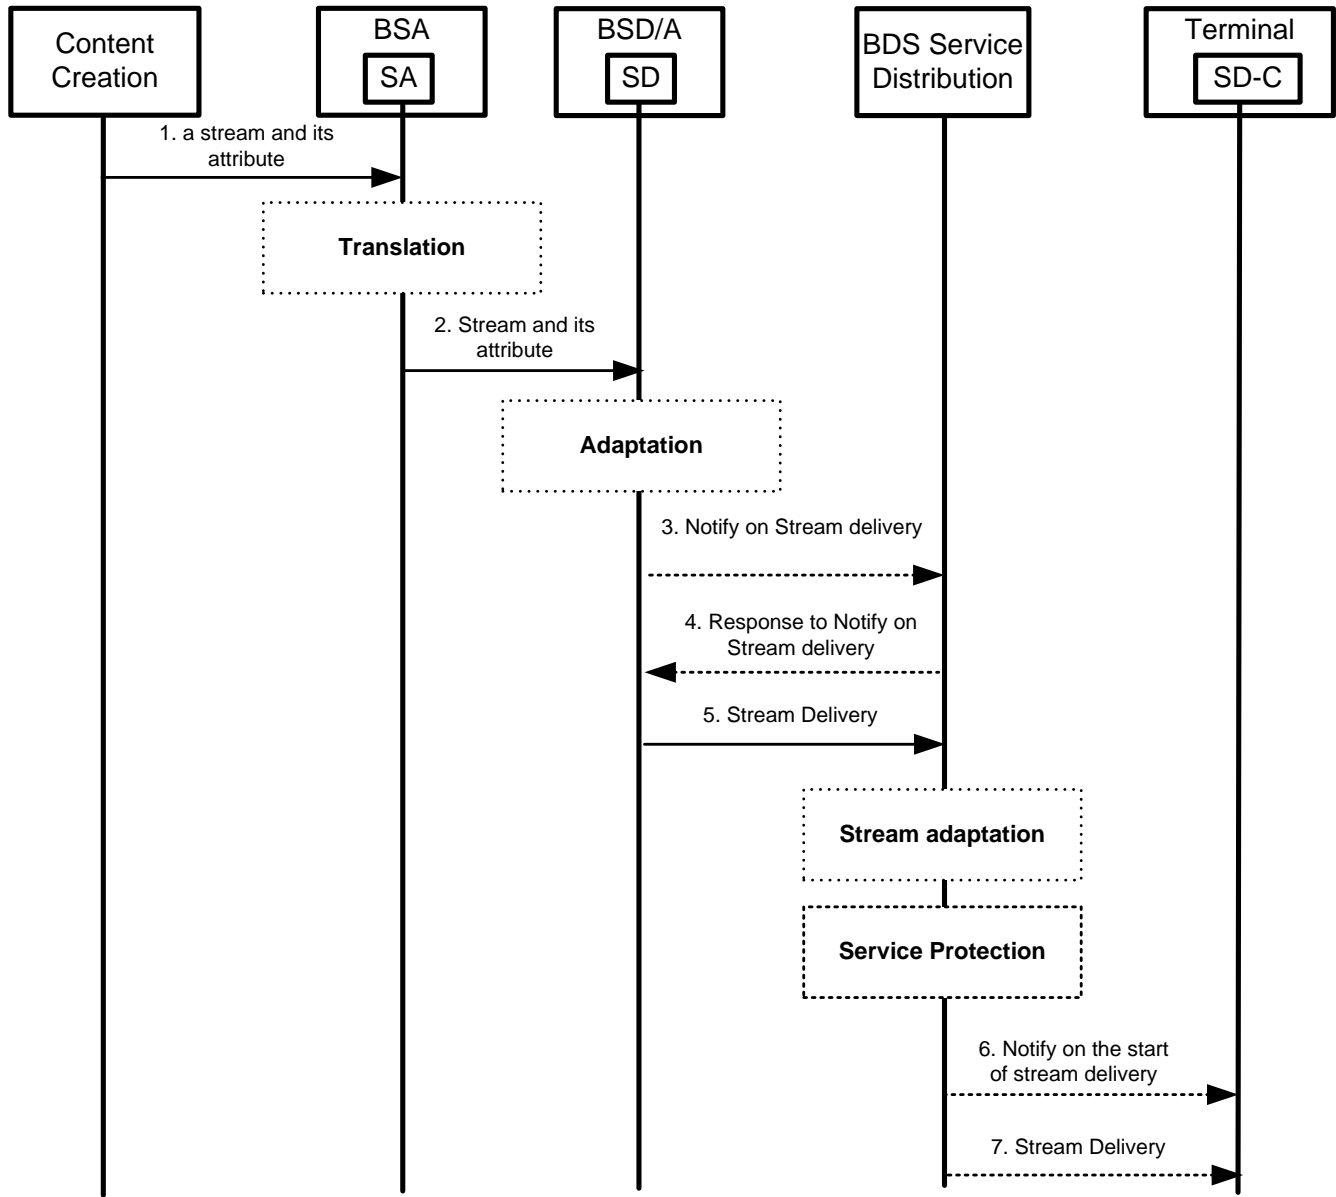 Content
Creation
BSA
SA
BSD/A
SD
BDS Service
Distribution
Terminal
SD-C
1. a stream and its
attribute
Translation
2. Stream and its
attribute
Adaptation
3. Notify on Stream delivery
4. Response to Notify on
Stream delivery
5. Stream Delivery
Stream adaptation
Service Protection
6. Notify on the start
of stream delivery
7. Stream Delivery